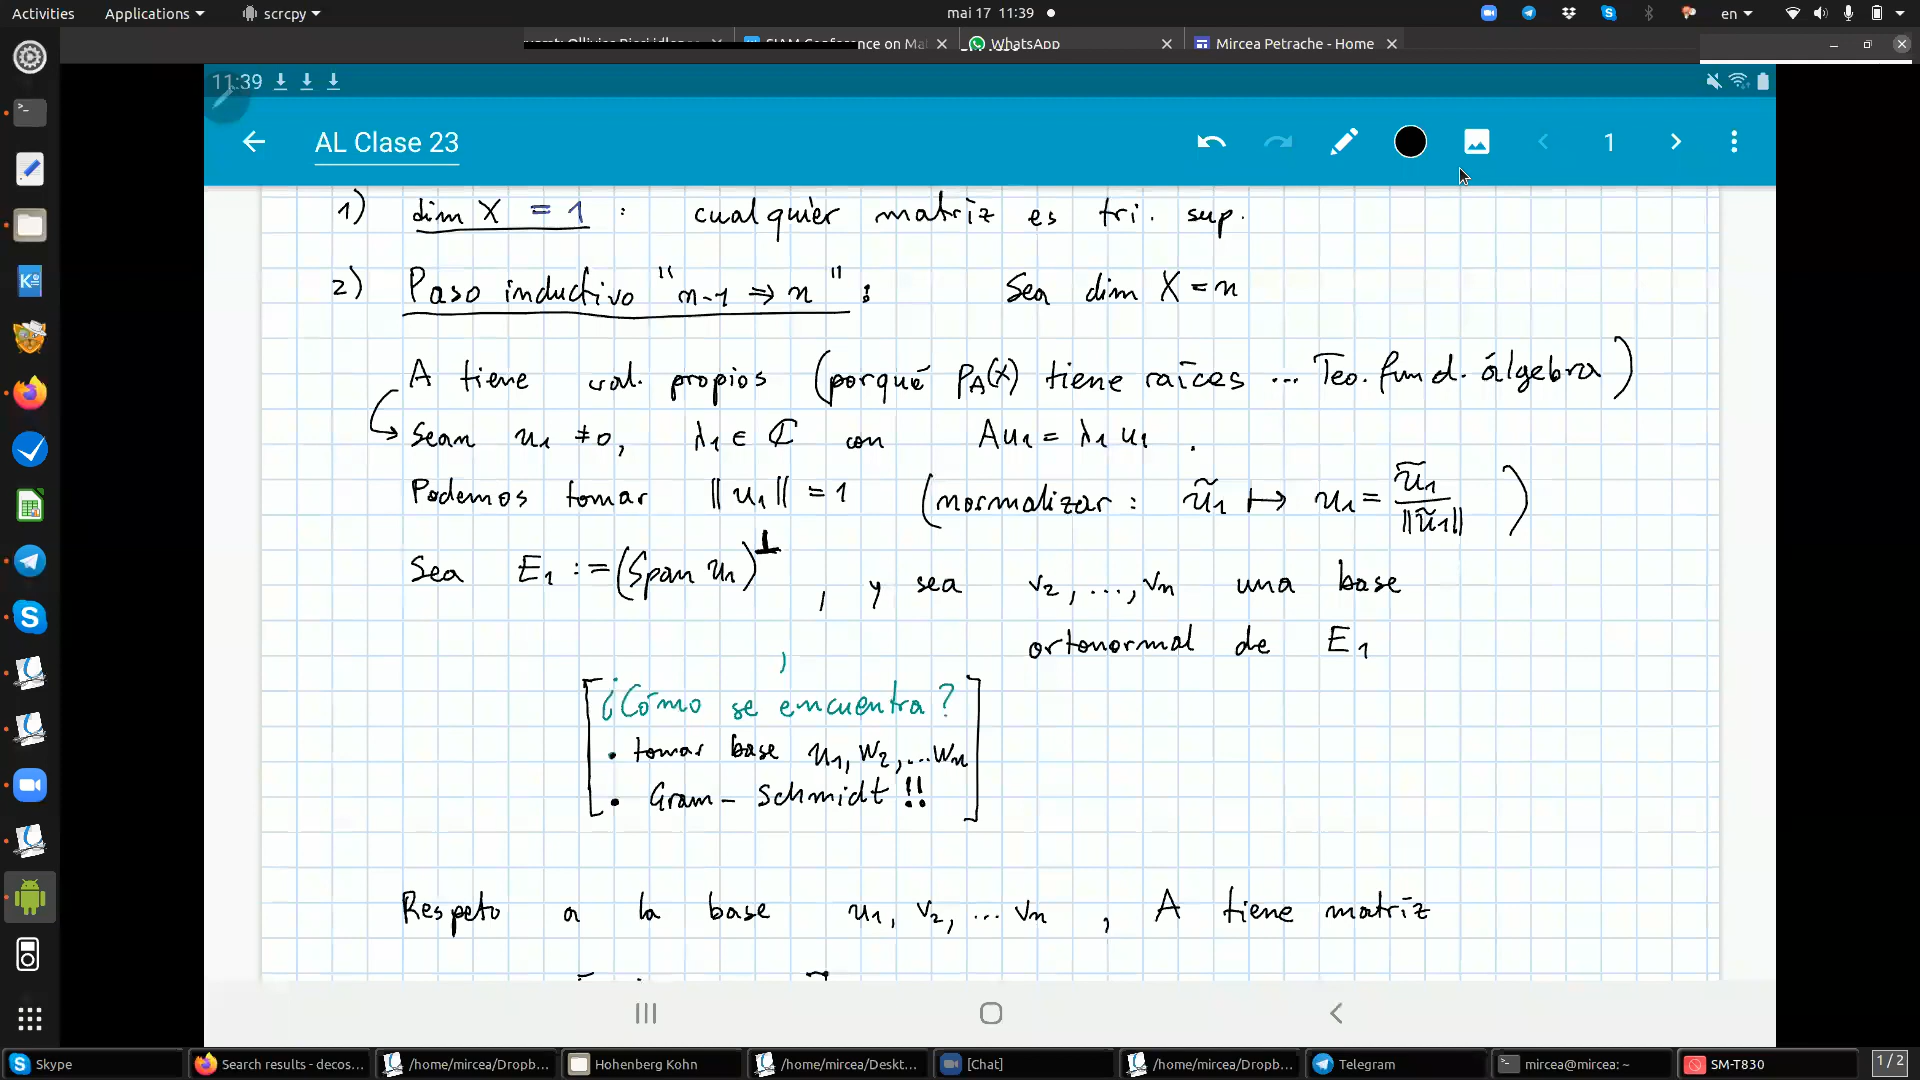 Activities Applications scrcpy mai 17 11:39 en
WhatsApp Mircea Petrache - Home
11:39
AL Clase 23 1
1) dim X = 1 : cualquier matriz es tri. sup.
2) Paso inductivo "n-1 ⇒ n" : Sea dim X = n
A tiene val. propios (porqué PA(X) tiene raíces ... Teo. fund. álgebra)
Sean u1 ≠ 0, λ1 ∈ ℂ con Au1 = λ1 u1 .
Podemos tomar ||u1|| = 1 (normalizar: ũ1 ↦ u1 = ũ1 / ||ũ1|| )
Sea E1 := (Span u1)⊥ , y sea v2, ..., vn una base
ortonormal de E1
¿Cómo se encuentra?
• tomar base u1, w2, ... wn
• Gram-Schmidt !!
Respeto a la base u1, v2, ... vn , A tiene matriz
Skype Search results - decos... /home/mircea/Dropb... Hohenberg Kohn /home/mircea/Deskt... [Chat] /home/mircea/Dropb... Telegram mircea@mircea: ~ SM-T830 1 / 2